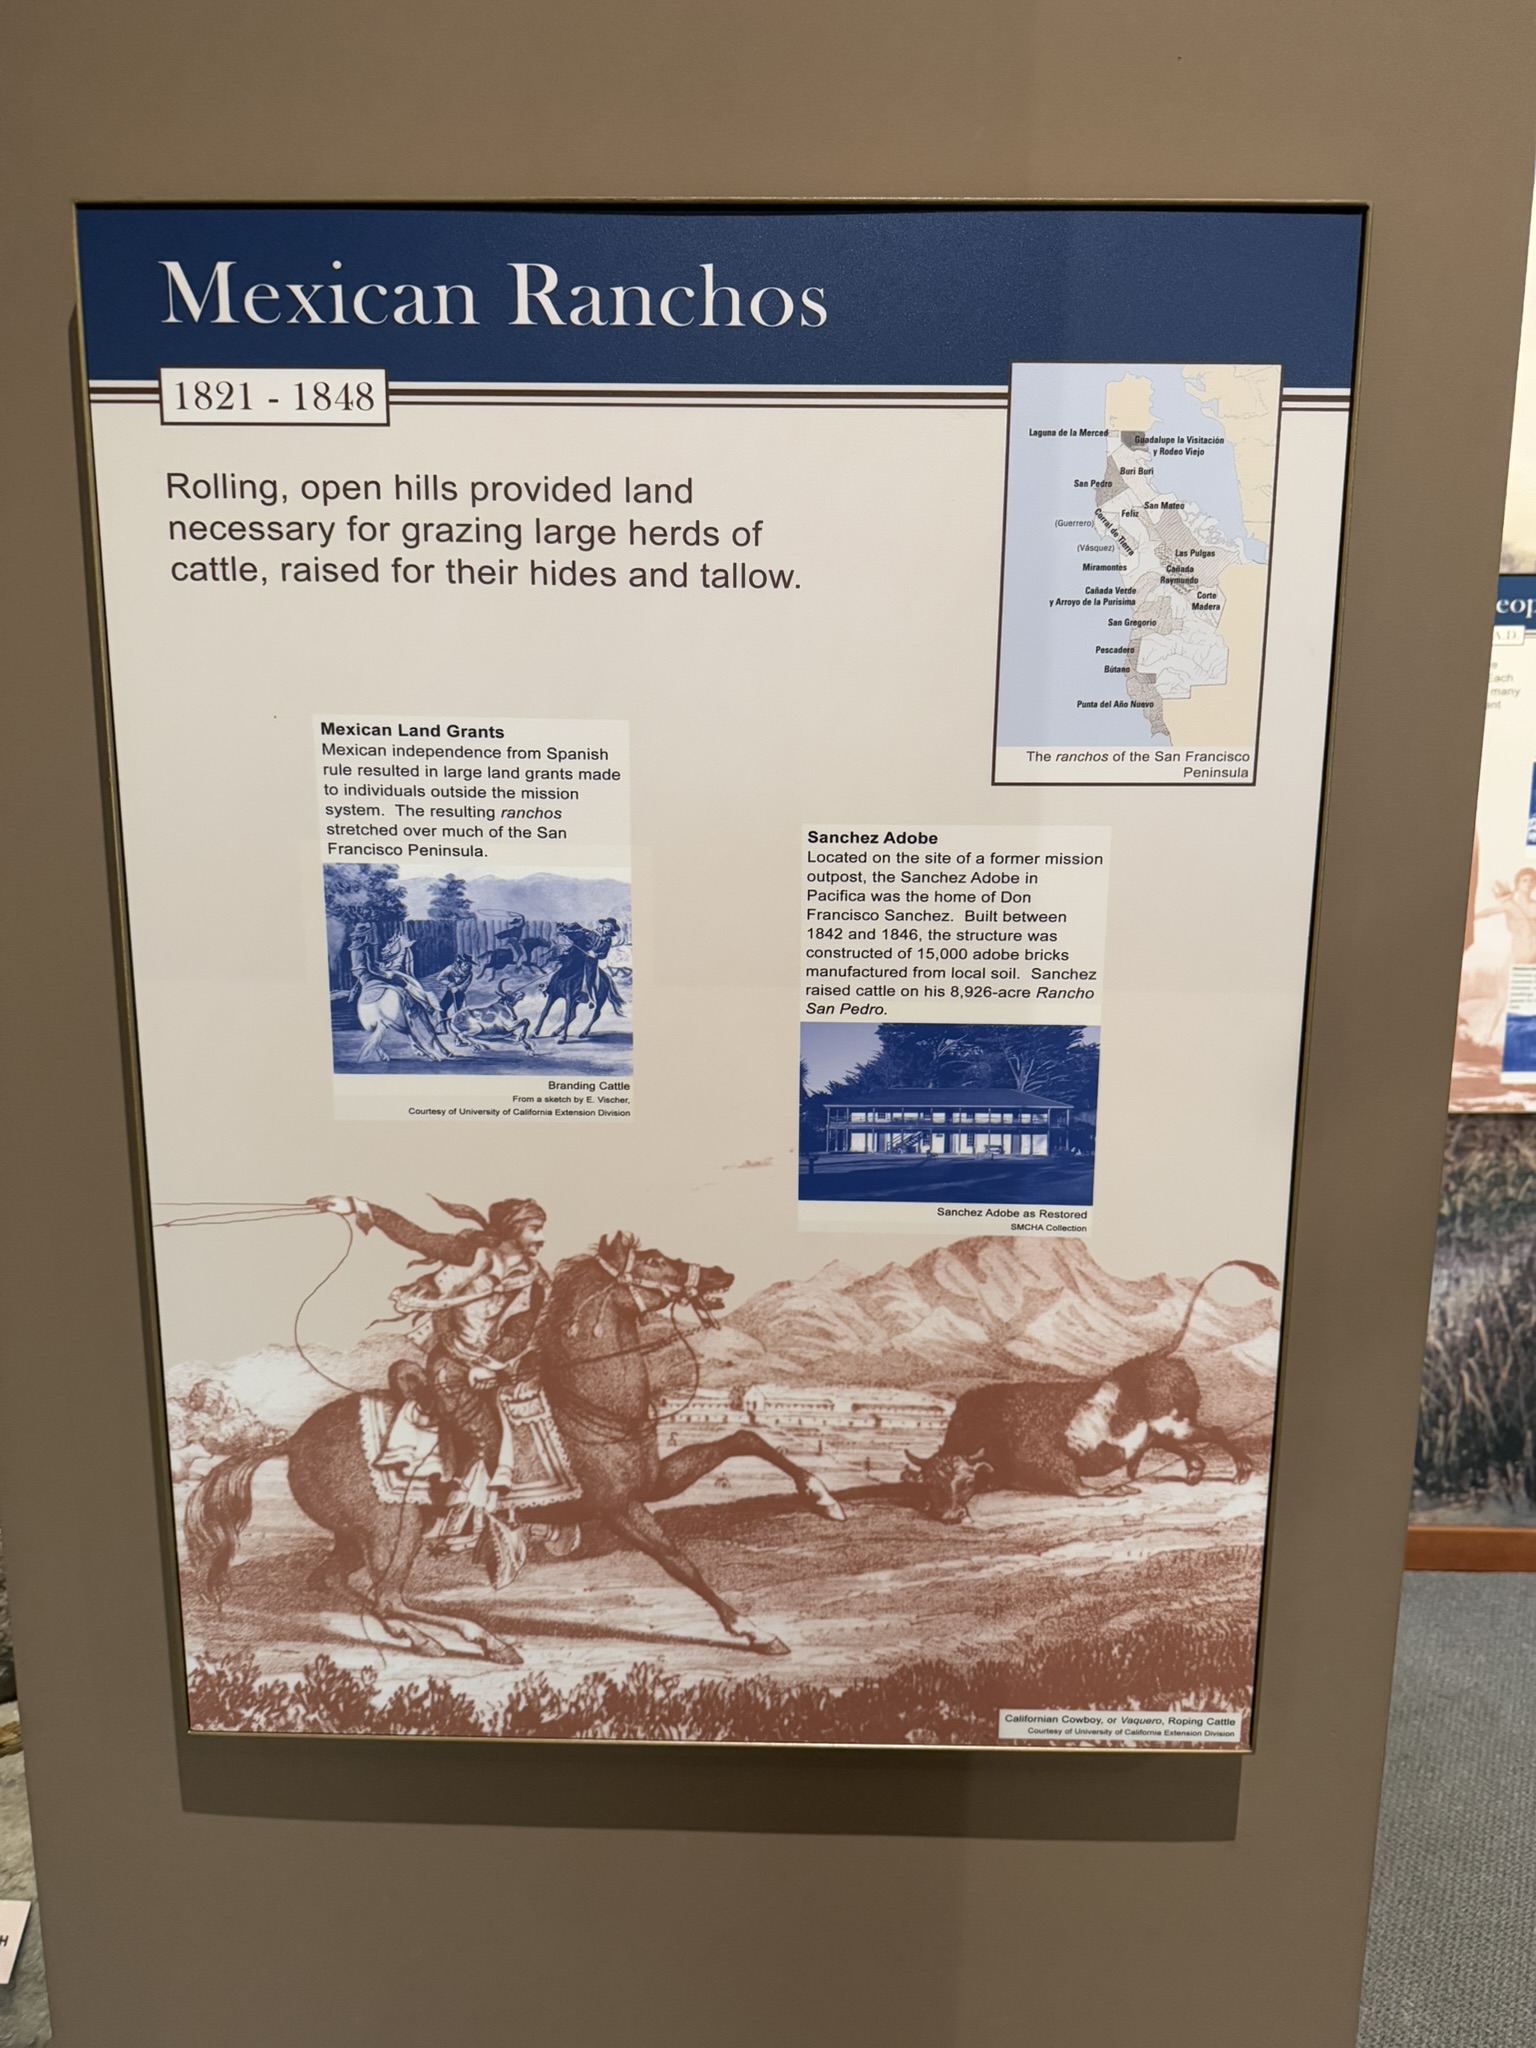 Mexican Ranchos
1821 - 1848
Rolling, open hills provided land
necessary for grazing large herds of
cattle, raised for their hides and tallow.
Laguna de la Merced
Guadalupe la Visitación
y Rodeo Viejo
Buri Buri
San Pedro
San Mateo
Feliz
(Guerrero)
Corral de Tierra
(Vásquez)
Las Pulgas
Miramontes
Cañada
Raymundo
Cañada Verde
y Arroyo de la Purisima
Corte
Madera
San Gregorio
Pescadero
Bútano
Punta del Año Nuevo
The ranchos of the San Francisco
Peninsula
Mexican Land Grants
Mexican independence from Spanish
rule resulted in large land grants made
to individuals outside the mission
system. The resulting ranchos
stretched over much of the San
Francisco Peninsula.
Branding Cattle
From a sketch by E. Vischer,
Courtesy of University of California Extension Division
Sanchez Adobe
Located on the site of a former mission
outpost, the Sanchez Adobe in
Pacifica was the home of Don
Francisco Sanchez. Built between
1842 and 1846, the structure was
constructed of 15,000 adobe bricks
manufactured from local soil. Sanchez
raised cattle on his 8,926-acre Rancho
San Pedro.
Sanchez Adobe as Restored
SMCHA Collection
Californian Cowboy, or Vaquero, Roping Cattle
Courtesy of University of California Extension Division
A.D.
Each
many